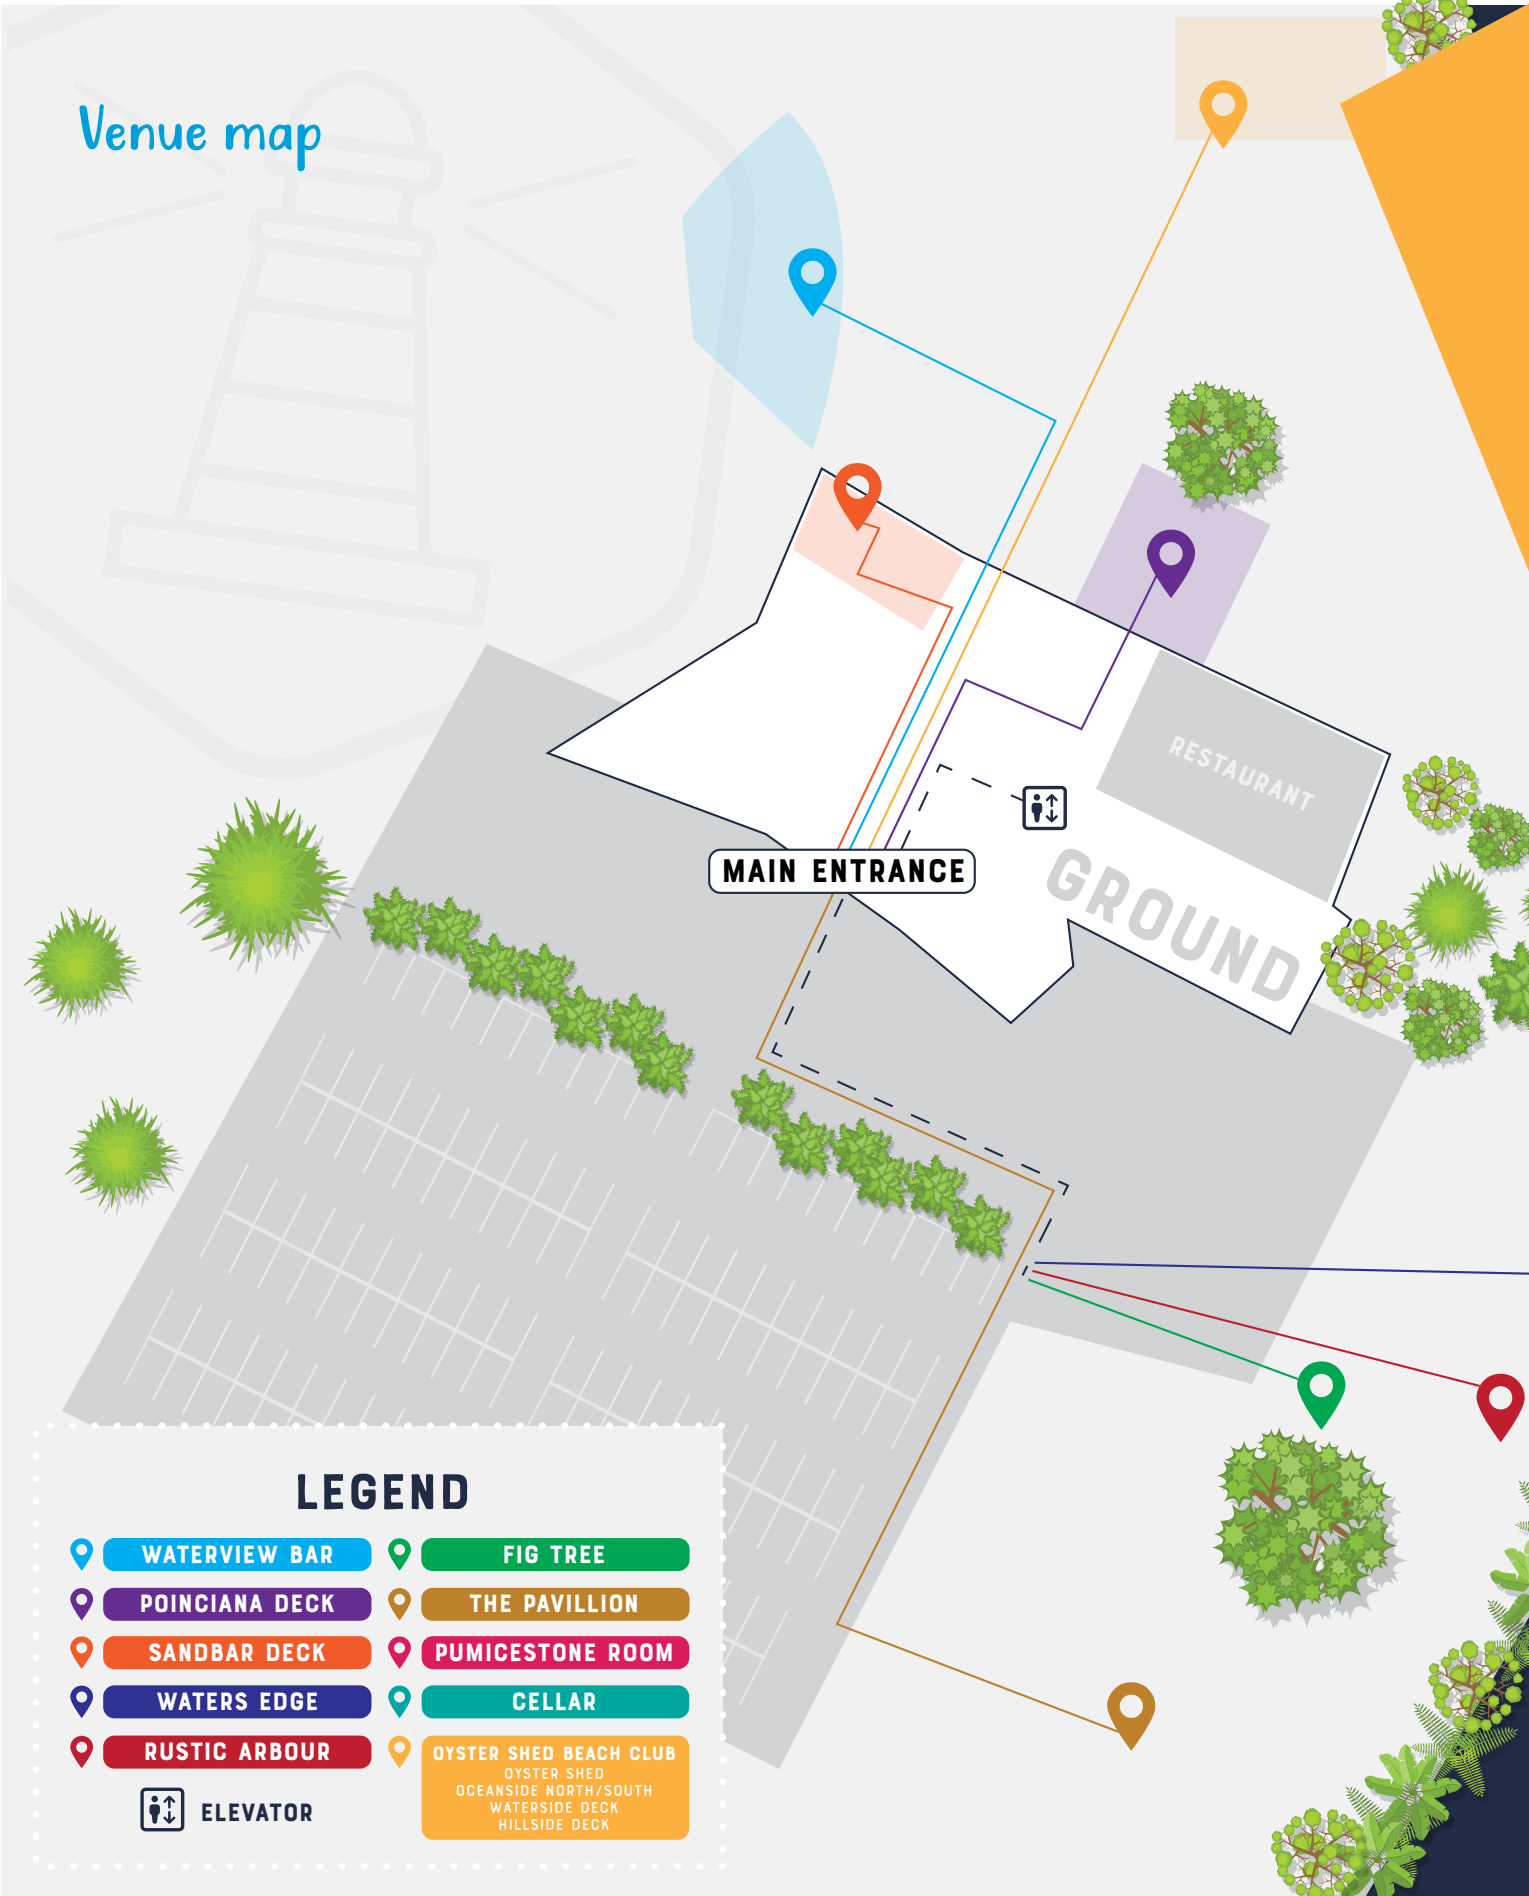 Venue map
RESTAURANT
MAIN ENTRANCE
GROUND
LEGEND
WATERVIEW BAR
POINCIANA DECK
SANDBAR DECK
WATERS EDGE
RUSTIC ARBOUR
ELEVATOR
FIG TREE
THE PAVILLION
PUMICESTONE ROOM
CELLAR
OYSTER SHED BEACH CLUB
OYSTER SHED
OCEANSIDE NORTH/SOUTH
WATERSIDE DECK
HILLSIDE DECK